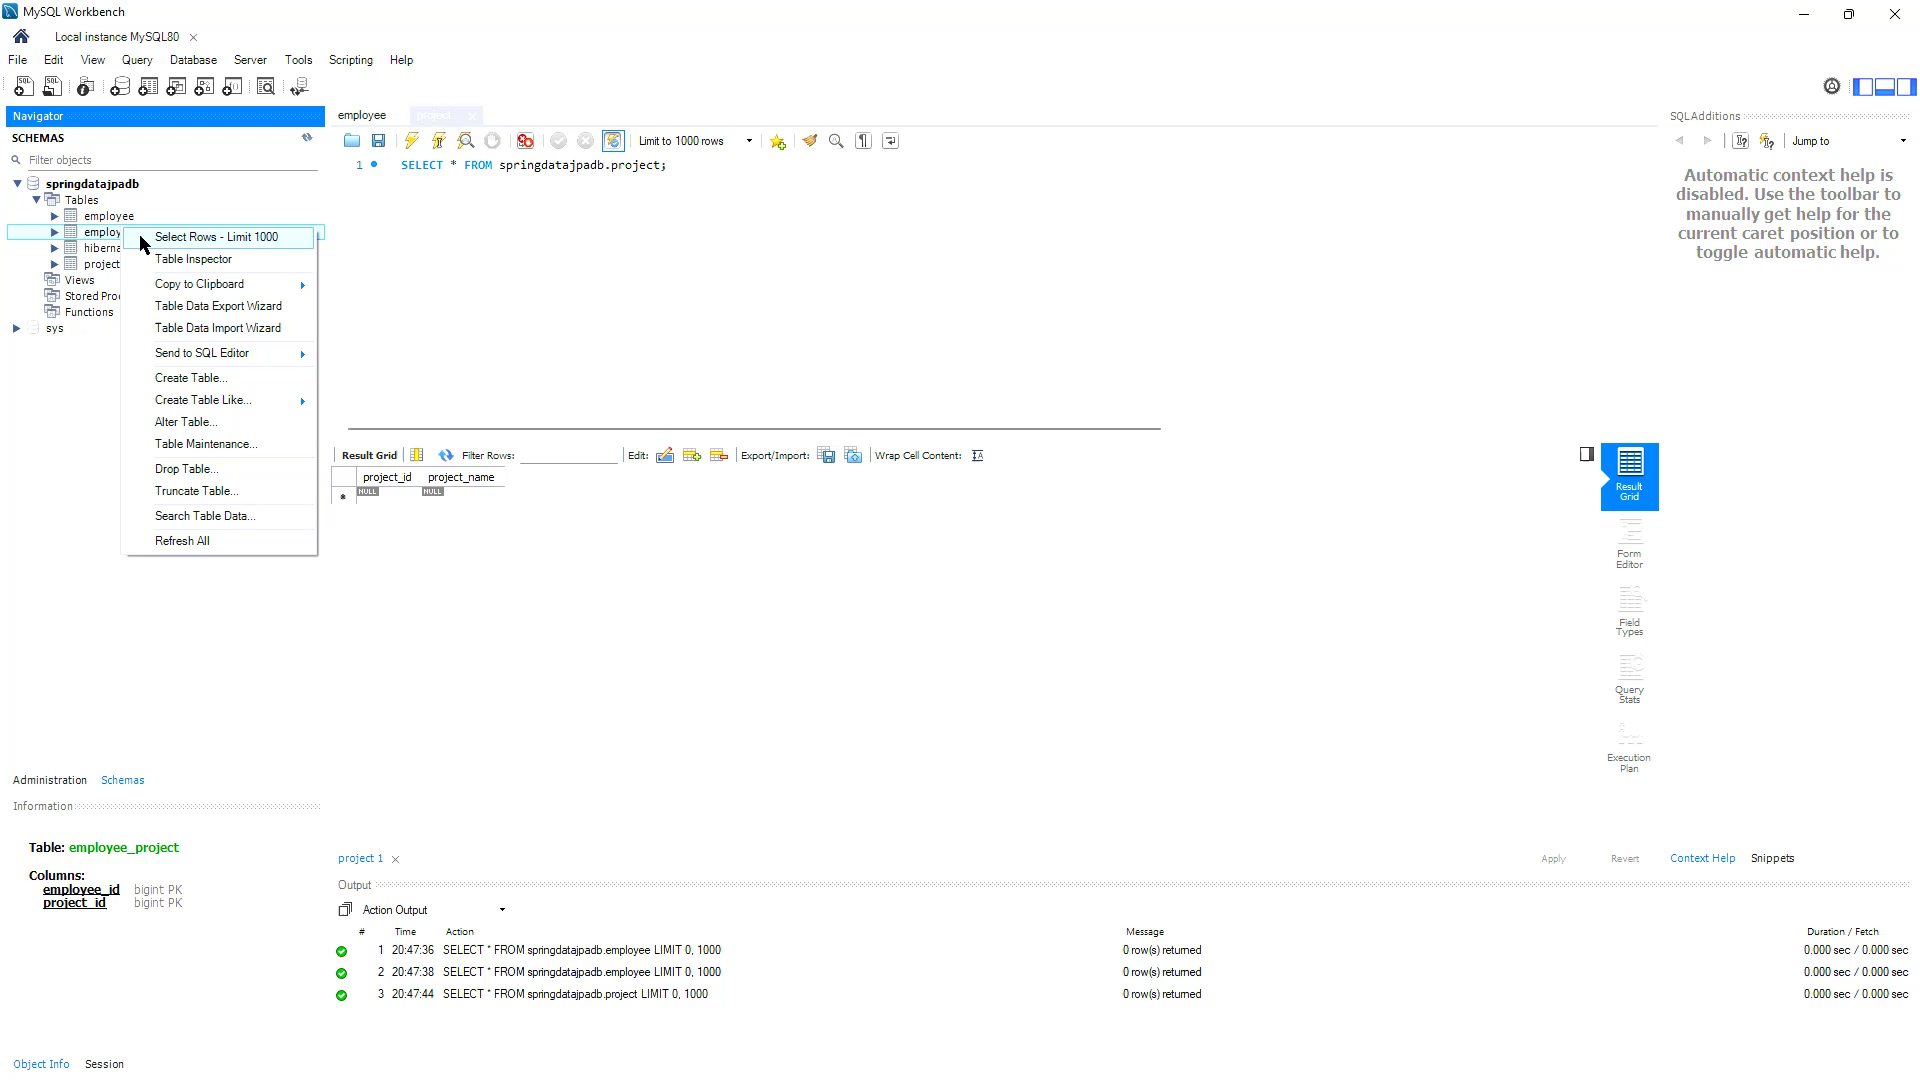 MySQL Workbench
Local instance MySQL80
File Edit View Query Database Server Tools Scripting Help
Navigator
SCHEMAS
Filter objects
springdatajpadb
Tables
employee
employ
hiberna
project
Views
Stored Pro
Functions
sys
Select Rows - Limit 1000
Table Inspector
Copy to Clipboard
Table Data Export Wizard
Table Data Import Wizard
Send to SQL Editor
Create Table...
Create Table Like...
Alter Table...
Table Maintenance...
Drop Table...
Truncate Table...
Search Table Data...
Refresh All
Administration Schemas
Information
Table: employee_project
Columns:
employee_id bigint PK
project_id bigint PK
Object Info Session
employee project
Limit to 1000 rows
1 SELECT * FROM springdatajpadb.project;
Result Grid Filter Rows: Edit: Export/Import: Wrap Cell Content:
project_id project_name
NULL NULL
Result
Grid
Form
Editor
Field
Types
Query
Stats
Execution
Plan
project 1 Apply Revert
Output
Action Output
# Time Action Message Duration / Fetch
1 20:47:36 SELECT * FROM springdatajpadb.employee LIMIT 0, 1000 0 row(s) returned 0.000 sec / 0.000 sec
2 20:47:38 SELECT * FROM springdatajpadb.employee LIMIT 0, 1000 0 row(s) returned 0.000 sec / 0.000 sec
3 20:47:44 SELECT * FROM springdatajpadb.project LIMIT 0, 1000 0 row(s) returned 0.000 sec / 0.000 sec
SQLAdditions
Jump to
Automatic context help is
disabled. Use the toolbar to
manually get help for the
current caret position or to
toggle automatic help.
Context Help Snippets